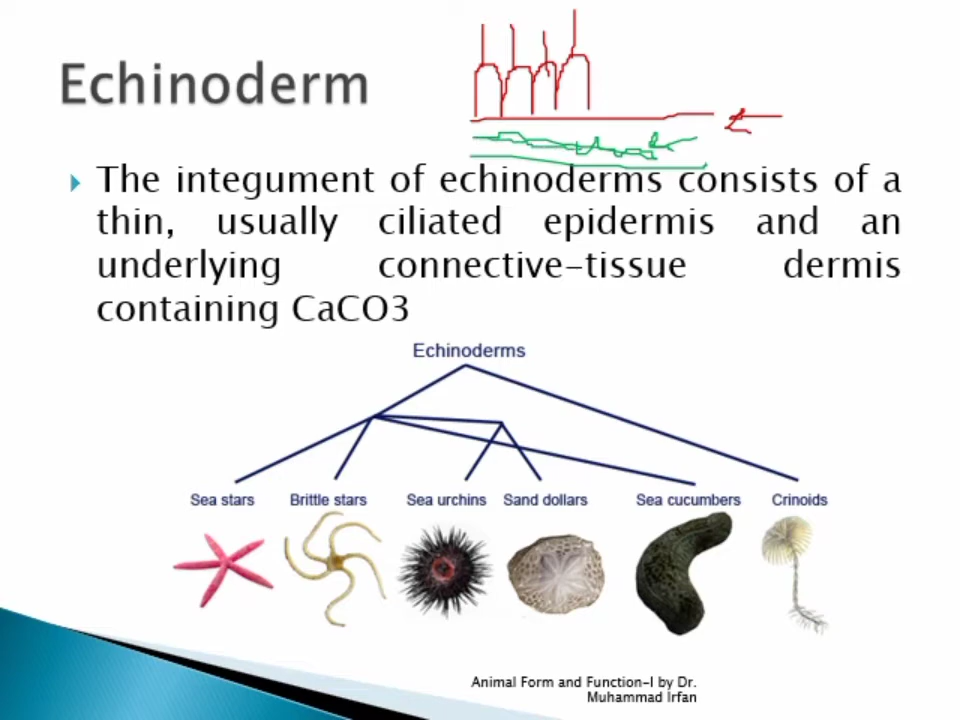 Echinoderm
The integument of echinoderms consists of a
thin, usually ciliated epidermis and an
underlying connective-tissue dermis
containing CaCO3
Echinoderms
Sea stars Brittle stars Sea urchins Sand dollars Sea cucumbers Crinoids
Animal Form and Function-I by Dr.
Muhammad Irfan